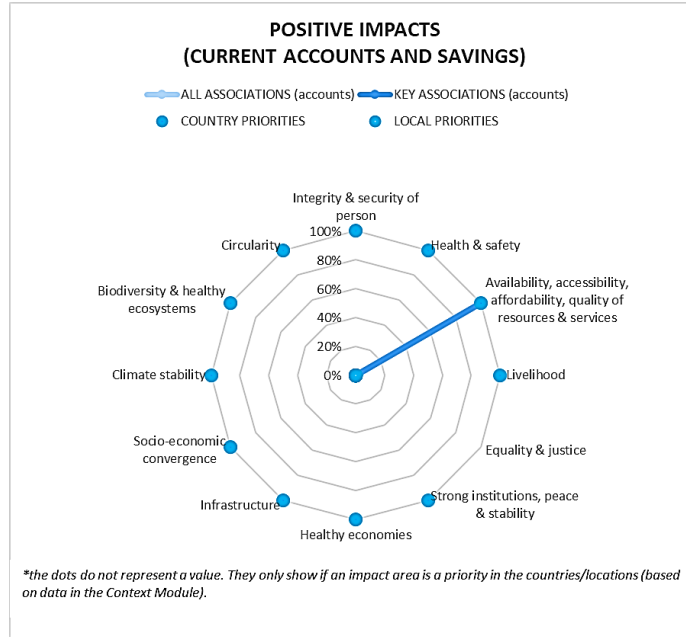 POSITIVE IMPACTS
(CURRENT ACCOUNTS AND SAVINGS)
ALL ASSOCIATIONS (accounts)
KEY ASSOCIATIONS (accounts)
COUNTRY PRIORITIES
LOCAL PRIORITIES
Integrity & security of
person
100%
80%
60%
40%
20%
0%
Health & safety
Availability, accessibility,
affordability, quality of
resources & services
Livelihood
Equality & justice
Strong institutions, peace
& stability
Healthy economies
Infrastructure
Socio-economic
convergence
Climate stability
Biodiversity & healthy
ecosystems
Circularity
*the dots do not represent a value. They only show if an impact area is a priority in the countries/locations (based
on data in the Context Module).